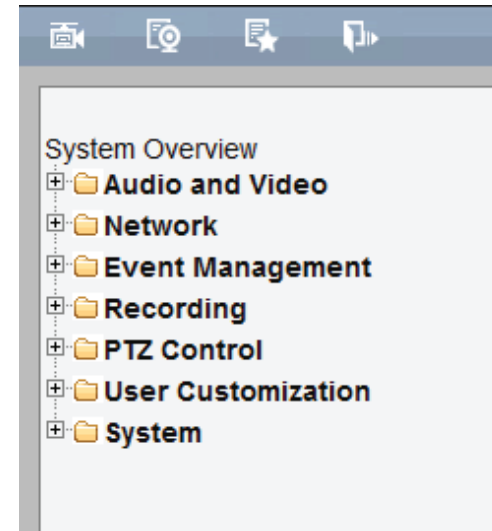 System Overview
Audio and Video
Network
Event Management
Recording
PTZ Control
User Customization
System